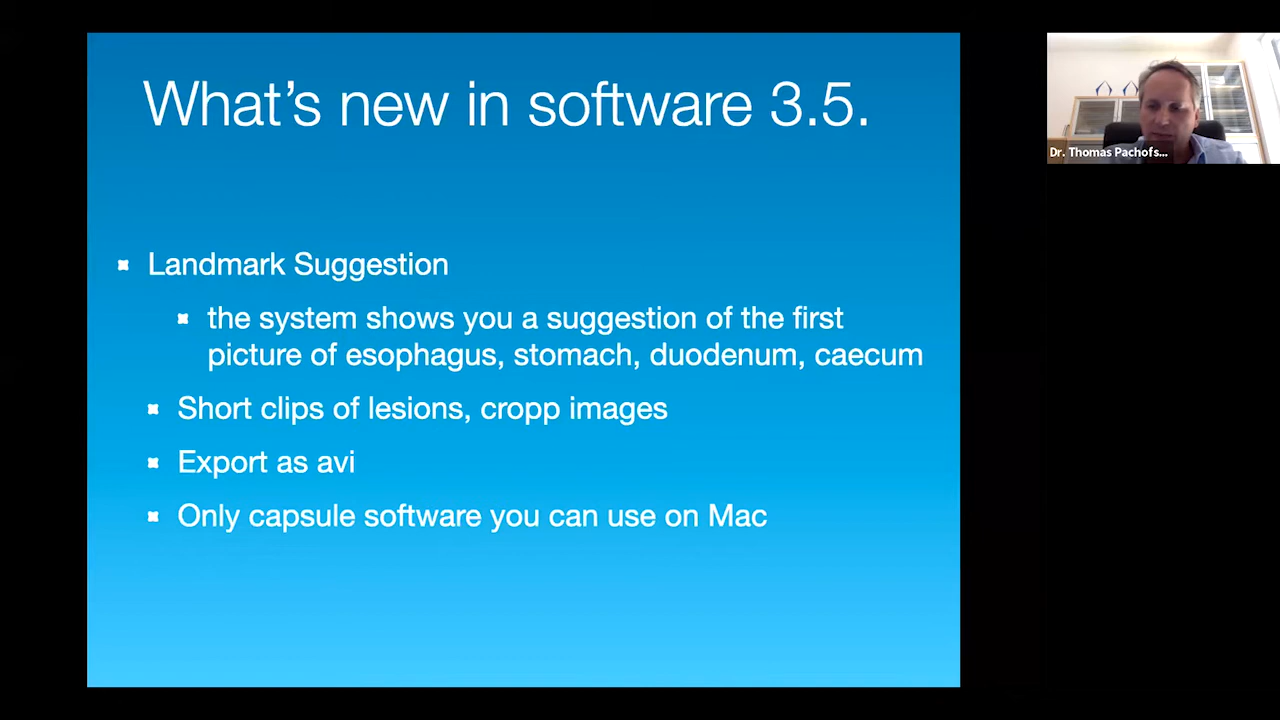 What's new in software 3.5.
Landmark Suggestion
the system shows you a suggestion of the first
picture of esophagus, stomach, duodenum, caecum
Short clips of lesions, cropp images
Export as avi
Only capsule software you can use on Mac
Dr. Thomas Pachofs...